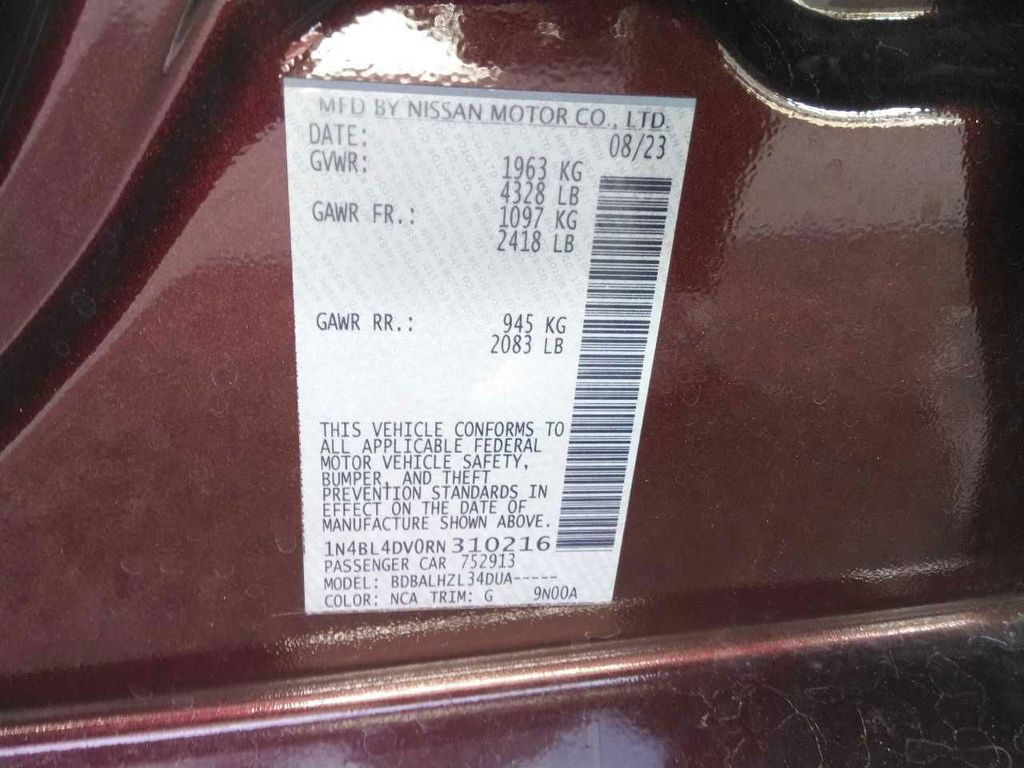 MFD BY NISSAN MOTOR CO., LTD.
DATE: 08/23
GVWR: 1963 KG
4328 LB
GAWR FR.: 1097 KG
2418 LB
GAWR RR.: 945 KG
2083 LB
THIS VEHICLE CONFORMS TO
ALL APPLICABLE FEDERAL
MOTOR VEHICLE SAFETY,
BUMPER, AND THEFT
PREVENTION STANDARDS IN
EFFECT ON THE DATE OF
MANUFACTURE SHOWN ABOVE.
1N4BL4DV0RN310216
PASSENGER CAR 752913
MODEL: BDBALHZL34DUA-----
COLOR: NCA TRIM: G 9N00A